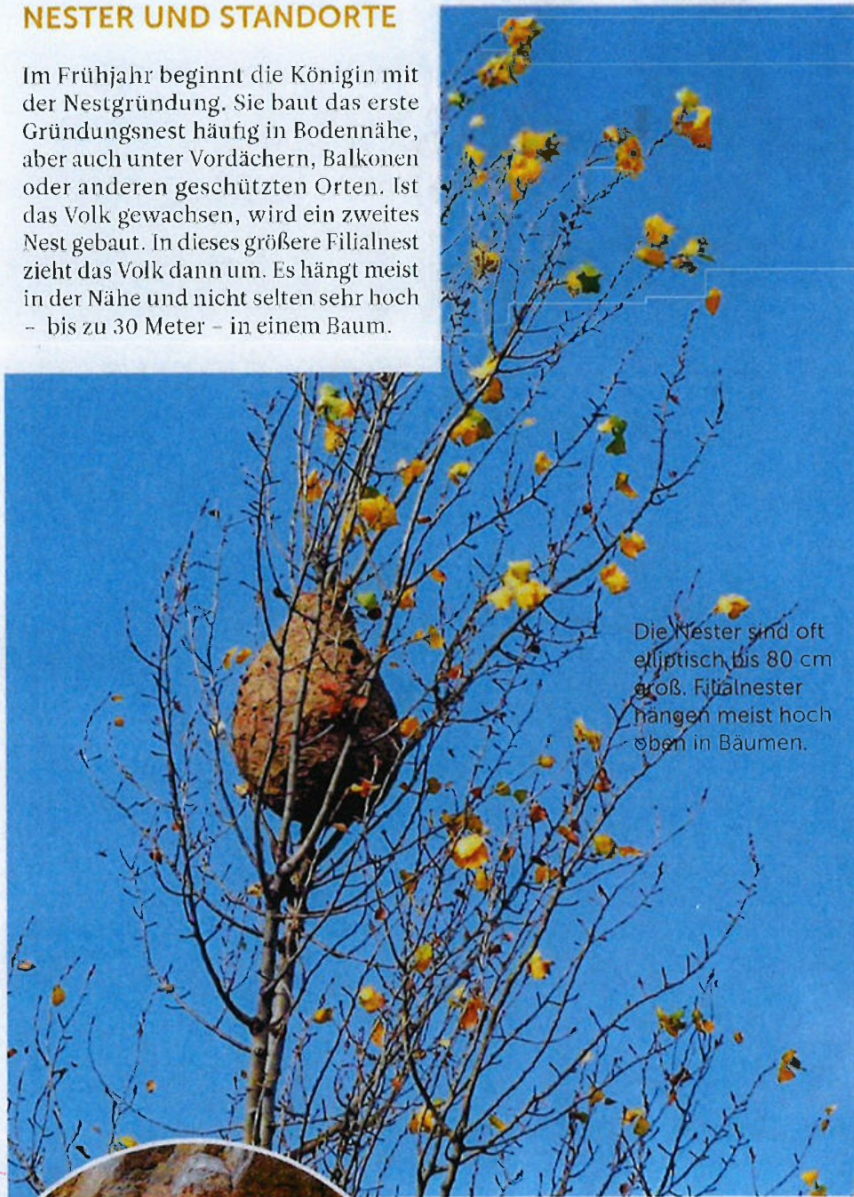 NESTER UND STANDORTE
Im Frühjahr beginnt die Königin mit
der Nestgründung. Sie baut das erste
Gründungsnest häufig in Bodennähe,
aber auch unter Vordächern, Balkonen
oder anderen geschützten Orten. Ist
das Volk gewachsen, wird ein zweites
Nest gebaut. In dieses größere Filialnest
zieht das Volk dann um. Es hängt meist
in der Nähe und nicht selten sehr hoch
– bis zu 30 Meter – in einem Baum.
Die Nester sind oft
elliptisch bis 80 cm
groß. Filialnester
hängen meist hoch
oben in Bäumen.